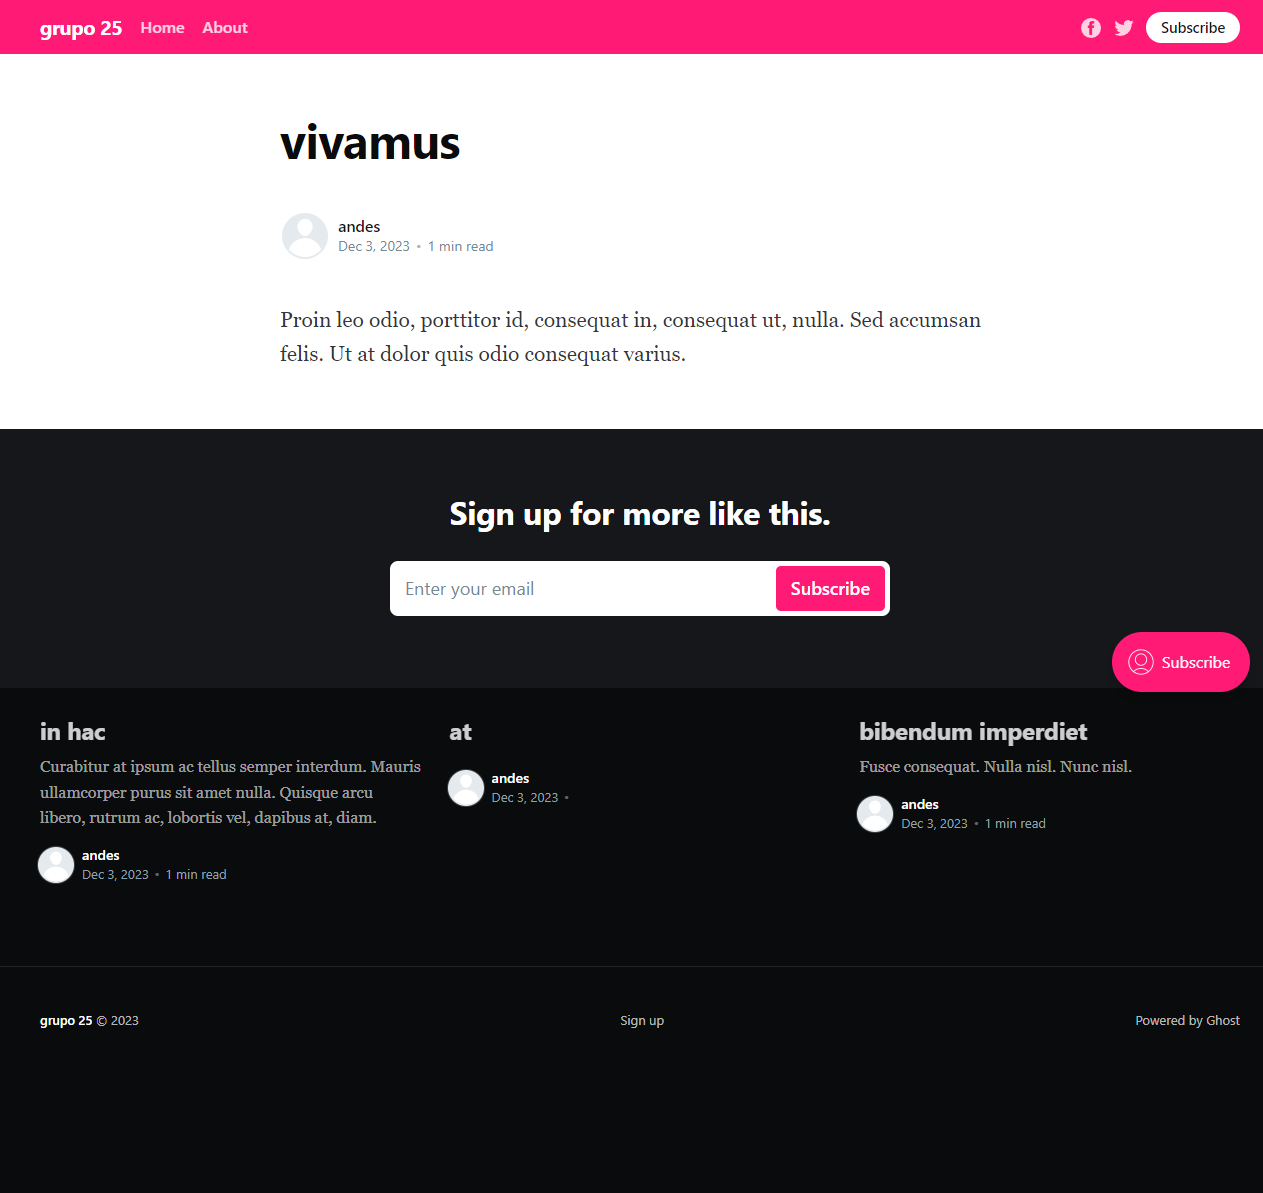 grupo 25 Home About Subscribe
vivamus
andes
Dec 3, 2023 • 1 min read
Proin leo odio, porttitor id, consequat in, consequat ut, nulla. Sed accumsan
felis. Ut at dolor quis odio consequat varius.
Sign up for more like this.
Enter your email Subscribe
Subscribe
in hac
Curabitur at ipsum ac tellus semper interdum. Mauris
ullamcorper purus sit amet nulla. Quisque arcu
libero, rutrum ac, lobortis vel, dapibus at, diam.
andes
Dec 3, 2023 • 1 min read
at
andes
Dec 3, 2023 •
bibendum imperdiet
Fusce consequat. Nulla nisl. Nunc nisl.
andes
Dec 3, 2023 • 1 min read
grupo 25 © 2023 Sign up Powered by Ghost